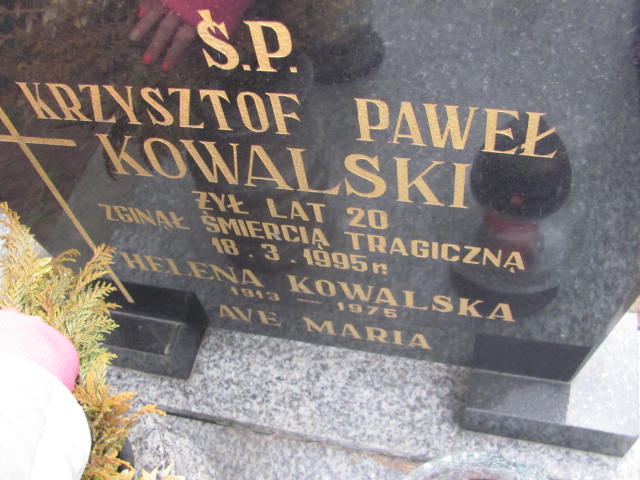 Ś.P.
KRZYSZTOF PAWEŁ
KOWALSKI
ŻYŁ LAT 20
ZGINĄŁ ŚMIERCIĄ TRAGICZNĄ
18.3.1995r.
HELENA KOWALSKA
1913 — 1975
AVE MARIA